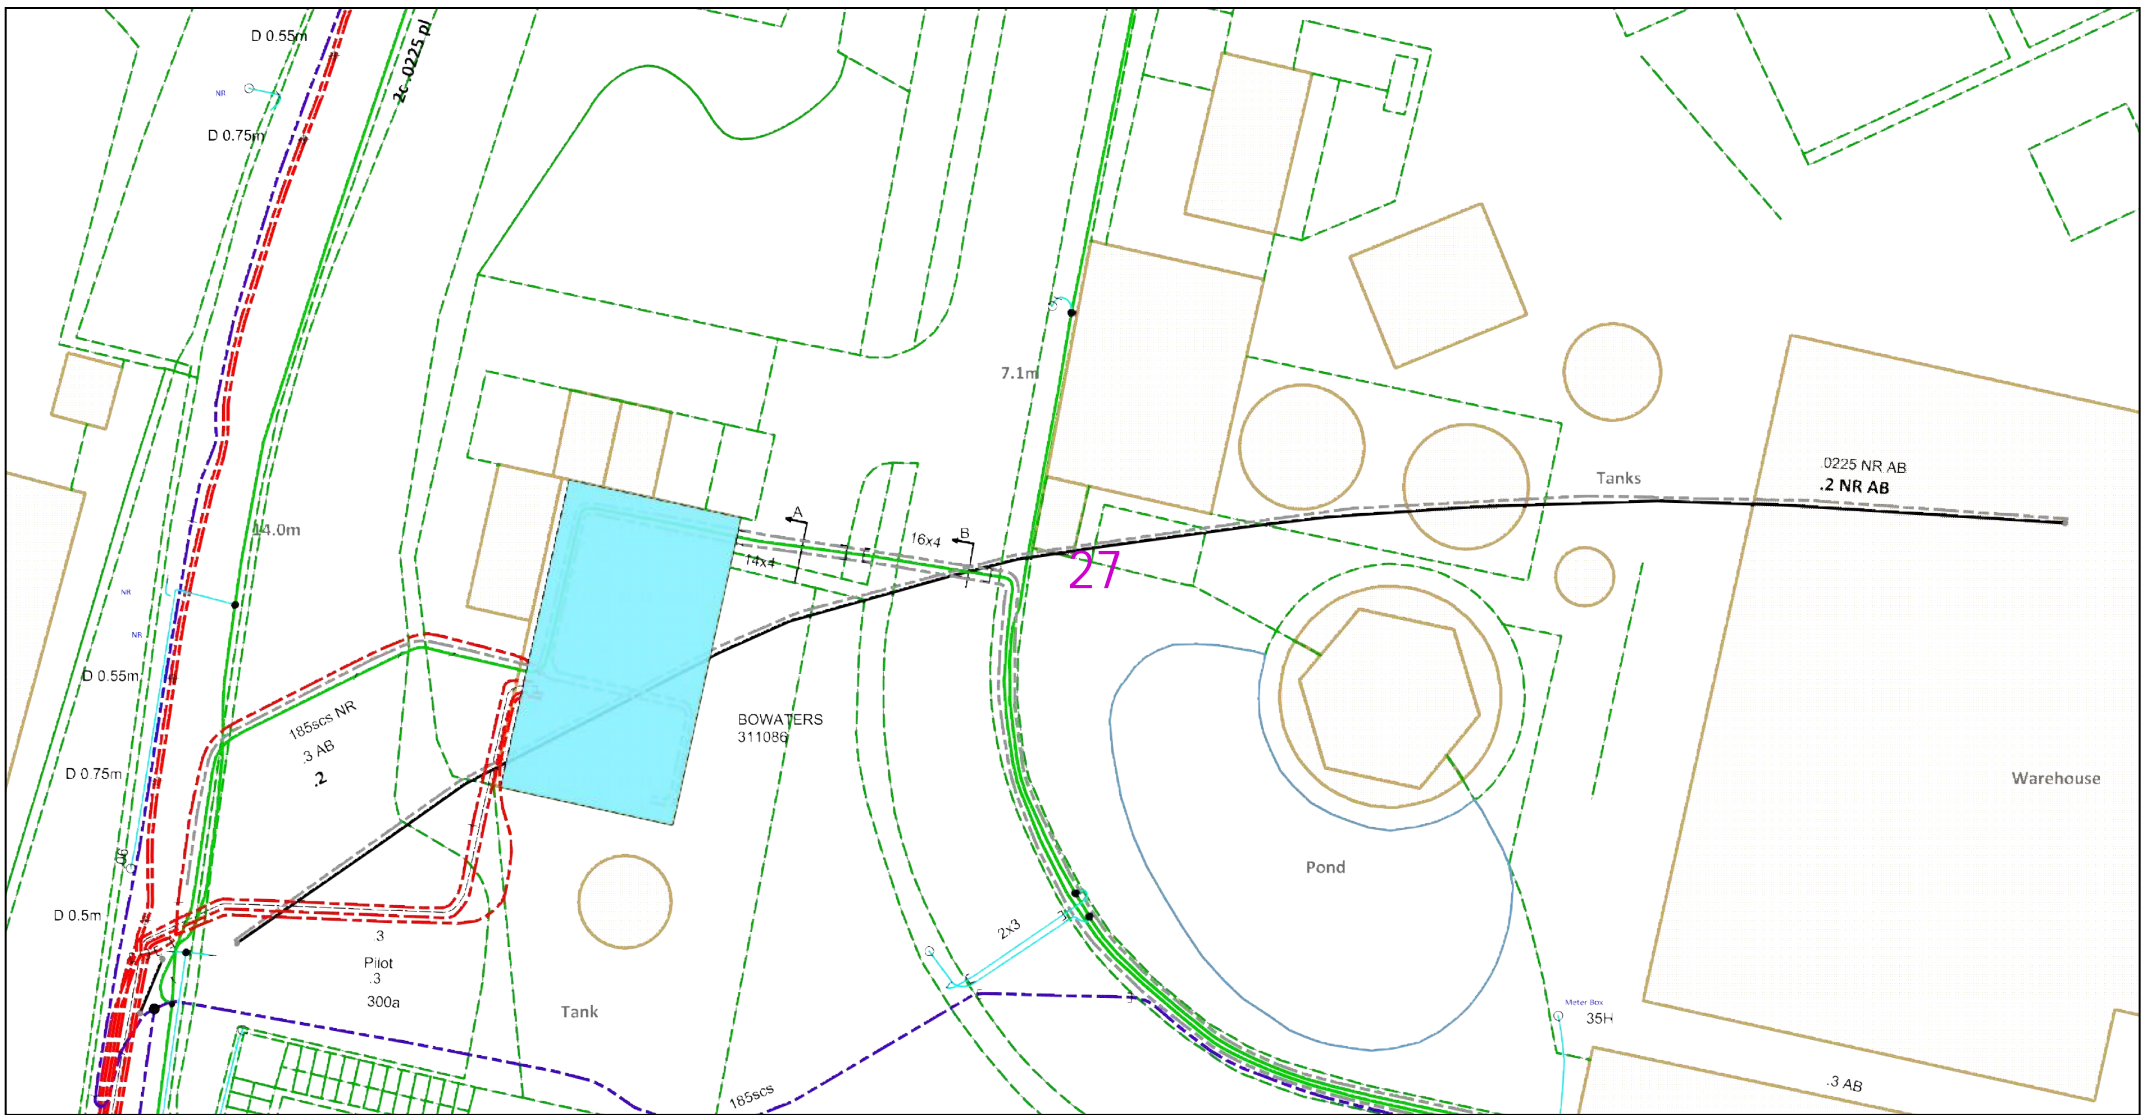 D 0.55m
2c .0225 pl
NR
D 0.75m
7.1m
.0225 NR AB
Tanks
.2 NR AB
A
14.0m
B
16x4
14x4
27
NR
NR
D 0.55m
185scs NR
.3 AB
.2
BOWATERS
311086
D 0.75m
Warehouse
.06
Pond
D 0.5m
2x3
.3
Pilot
.3
300a
Tank
Meter Box
35H
.3 AB
185scs